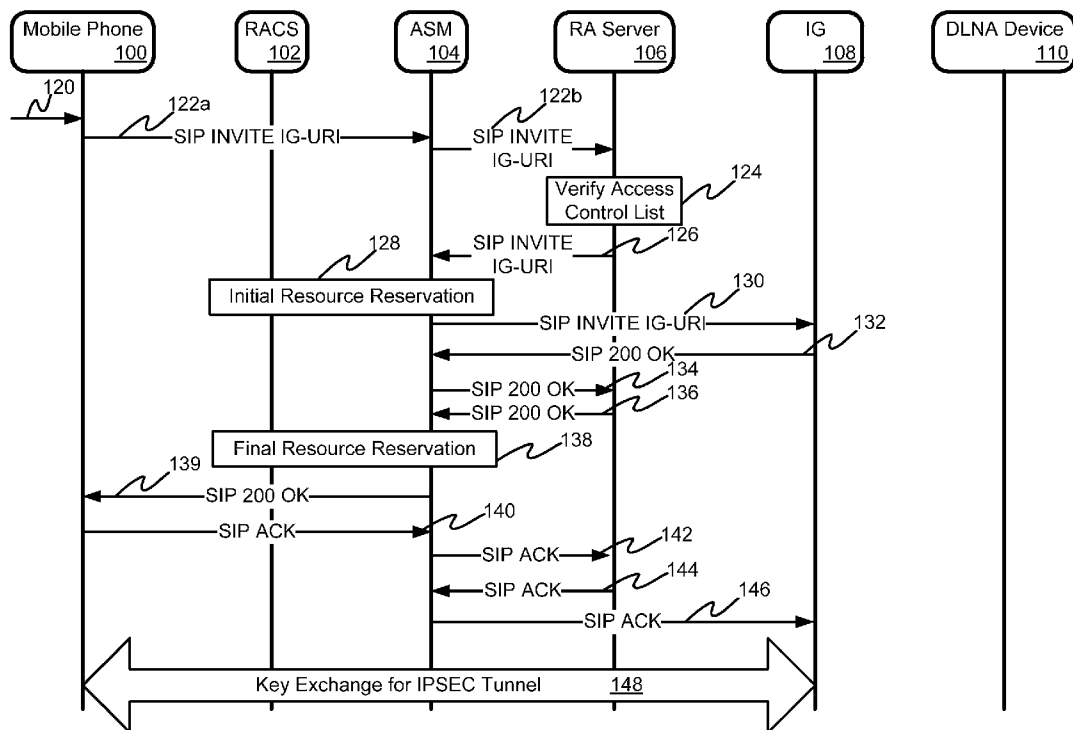 Mobile Phone
100
RACS
102
ASM
104
RA Server
106
IG
108
DLNA Device
110
120
122a
SIP INVITE IG-URI
122b
SIP INVITE
IG-URI
Verify Access
Control List
124
SIP INVITE
IG-URI
126
128
Initial Resource Reservation
130
SIP INVITE IG-URI
132
SIP 200 OK
SIP 200 OK
134
SIP 200 OK
136
Final Resource Reservation
138
139
SIP 200 OK
SIP ACK
140
SIP ACK
142
SIP ACK
144
146
SIP ACK
Key Exchange for IPSEC Tunnel 148